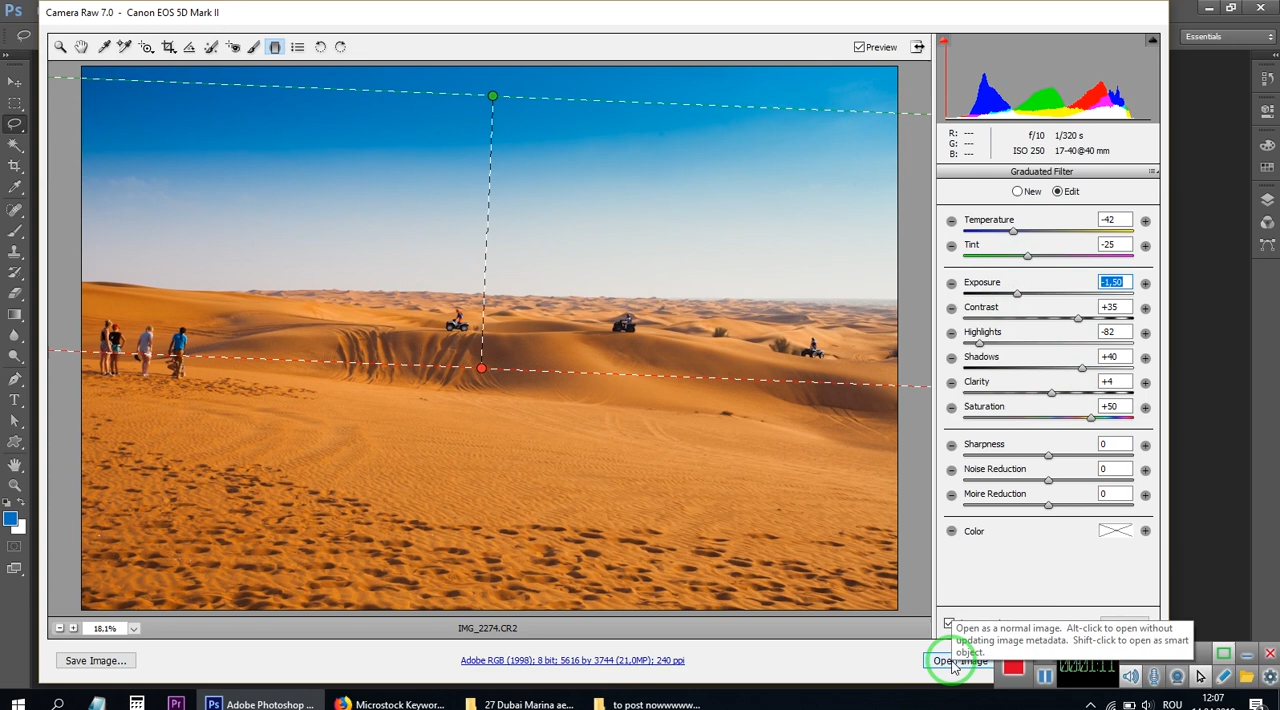 Ps
Camera Raw 7.0 - Canon EOS 5D Mark II
Essentials
Preview
R: ---
G: ---
B: ---
f/10 1/320 s
ISO 250 17-40@40 mm
Graduated Filter
New Edit
Temperature -42
Tint -25
Exposure -1,50
Contrast +35
Highlights -82
Shadows +40
Clarity +4
Saturation +50
Sharpness 0
Noise Reduction 0
Moire Reduction 0
Color
18.1%
IMG_2274.CR2
Open as a normal image. Alt-click to open without
updating image metadata. Shift-click to open as smart
object.
Save Image...
Adobe RGB (1998); 8 bit; 5616 by 3744 (21,0MP); 240 ppi
Open Image
Pr
Ps Adobe Photoshop ...
Microstock Keywor...
27 Dubai Marina ae...
to post nowwwww...
ROU
12:07